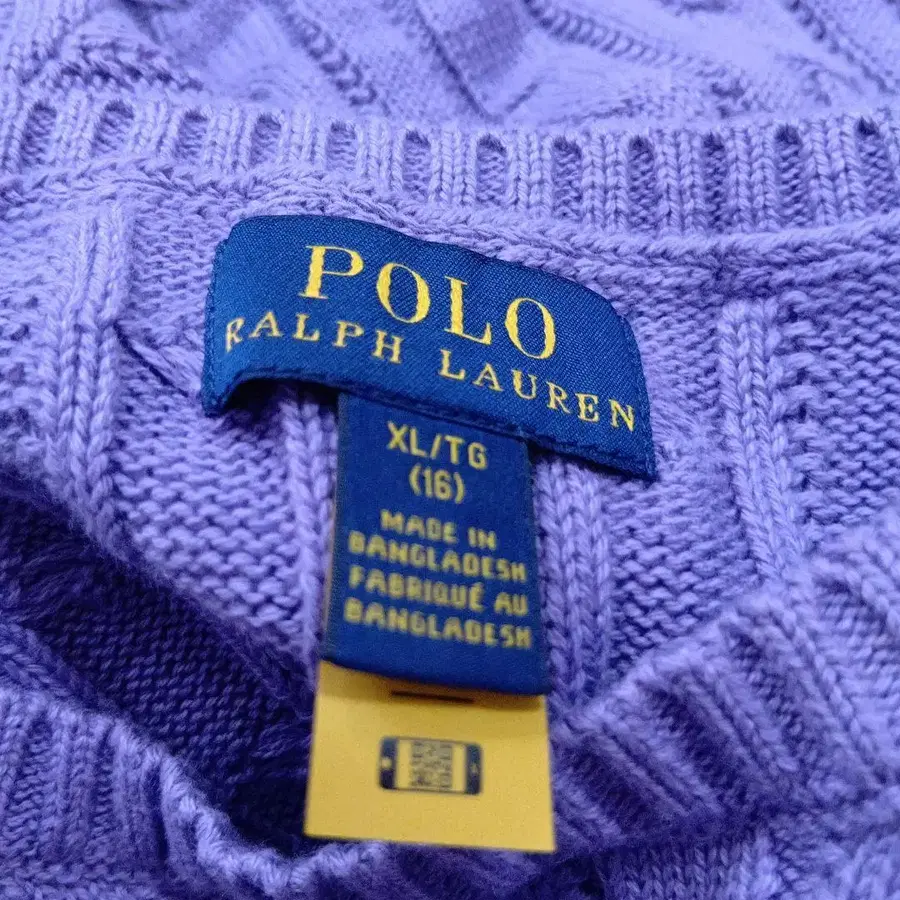 POLO
RALPH LAUREN
XL/TG
(16)
MADE IN
BANGLADESH
FABRIQUÉ AU
BANGLADESH